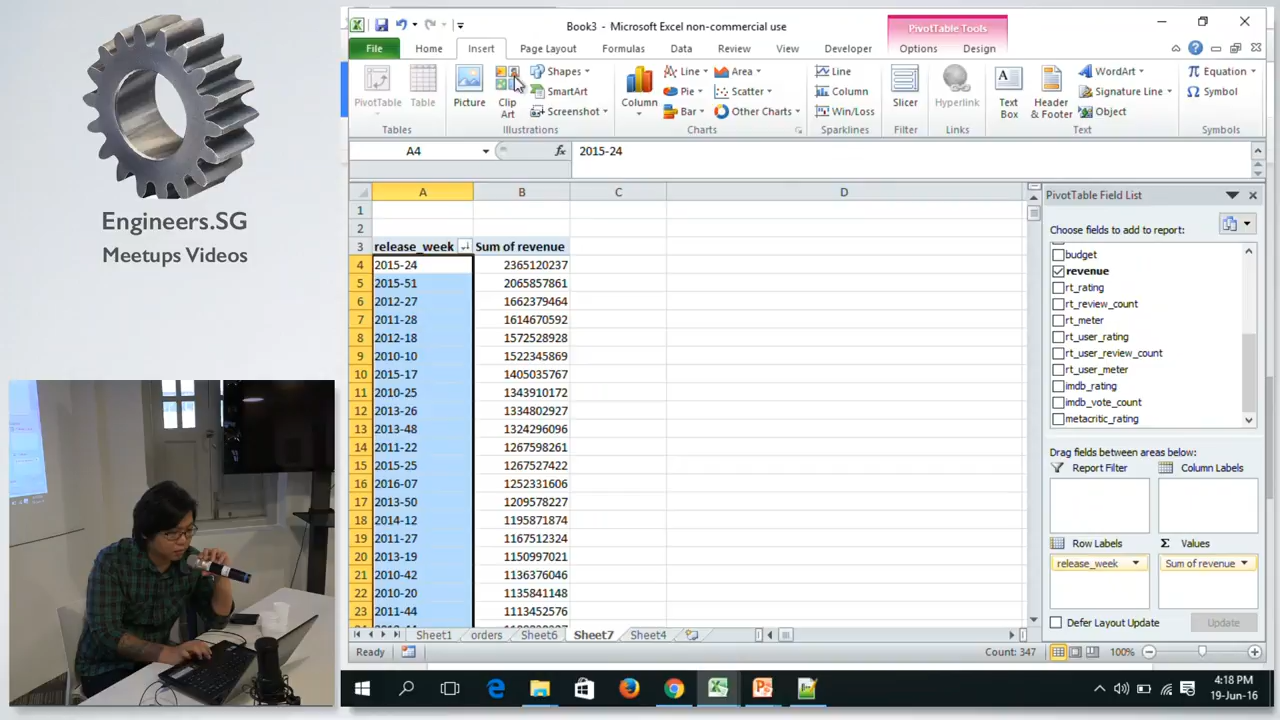 Engineers.SG
Meetups Videos
Book3 - Microsoft Excel non-commercial use
PivotTable Tools
File
Home
Insert
Page Layout
Formulas
Data
Review
View
Developer
Options
Design
PivotTable
Table
Picture
Clip
Art
Shapes
SmartArt
Screenshot
Column
Line
Pie
Bar
Area
Scatter
Other Charts
Line
Column
Win/Loss
Slicer
Hyperlink
Text
Box
Header
& Footer
WordArt
Signature Line
Object
Equation
Symbol
Tables
Illustrations
Charts
Sparklines
Filter
Links
Text
Symbols
A4
fx
2015-24
A
B
C
D
1
2
3 release_week Sum of revenue
4 2015-24 2365120237
5 2015-51 2065857861
6 2012-27 1662379464
7 2011-28 1614670592
8 2012-18 1572528928
9 2010-10 1522345869
10 2015-17 1405035767
11 2010-25 1343910172
12 2013-26 1334802927
13 2013-48 1324296096
14 2011-22 1267598261
15 2015-25 1267527422
16 2016-07 1252331606
17 2013-50 1209578227
18 2014-12 1195871874
19 2011-27 1167512324
20 2013-19 1150997021
21 2010-42 1136376046
22 2010-20 1135841148
23 2011-44 1113452576
PivotTable Field List
Choose fields to add to report:
budget
revenue
rt_rating
rt_review_count
rt_meter
rt_user_rating
rt_user_review_count
rt_user_meter
imdb_rating
imdb_vote_count
metacritic_rating
Drag fields between areas below:
Report Filter
Column Labels
Row Labels
Σ Values
release_week
Sum of revenue
Defer Layout Update
Update
Sheet1
orders
Sheet6
Sheet7
Sheet4
Ready
Count: 347
100%
4:18 PM
19-Jun-16